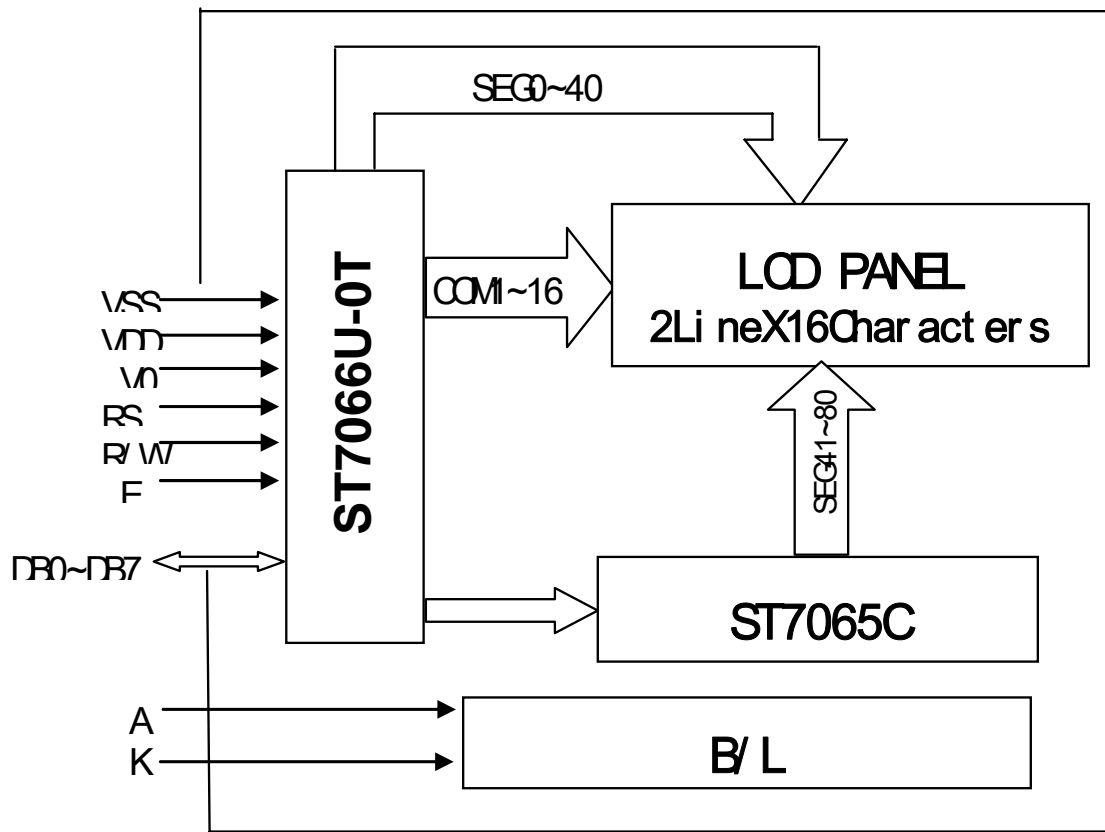 SEG0~40
LCD PANEL
2LineX16Characters
COM1~16
ST7066U-0T
VSS
VDD
V0
RS
R/W
E
DB0~DB7
SEG41~80
ST7065C
A
K
B/L